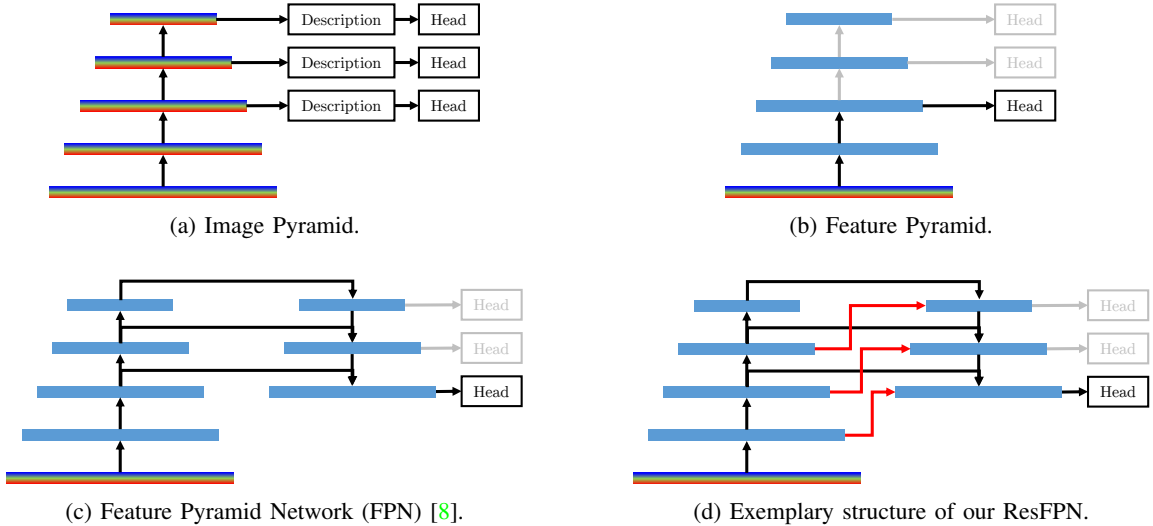 Description Head
Description Head
Description Head
(a) Image Pyramid.
Head
Head
Head
(b) Feature Pyramid.
Head
Head
Head
(c) Feature Pyramid Network (FPN) [8].
Head
Head
Head
(d) Exemplary structure of our ResFPN.